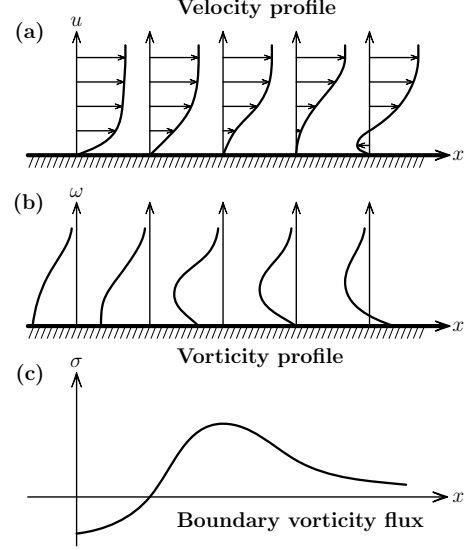 Velocity profile
(a)
u
x
(b)
ω
x
Vorticity profile
(c)
σ
x
Boundary vorticity flux